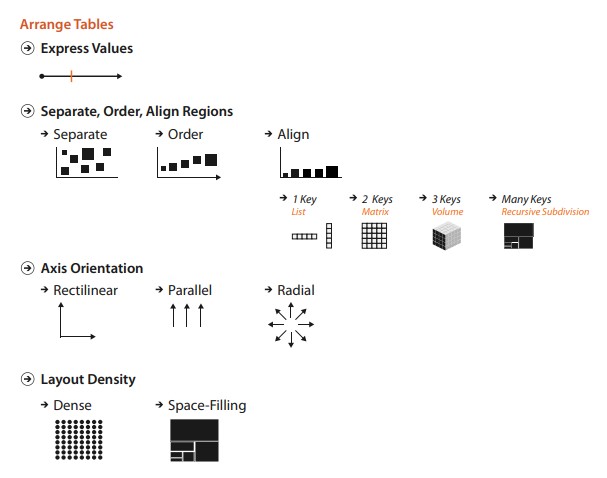 Arrange Tables
Express Values
Separate, Order, Align Regions
Separate
Order
Align
1 Key
List
2 Keys
Matrix
3 Keys
Volume
Many Keys
Recursive Subdivision
Axis Orientation
Rectilinear
Parallel
Radial
Layout Density
Dense
Space-Filling